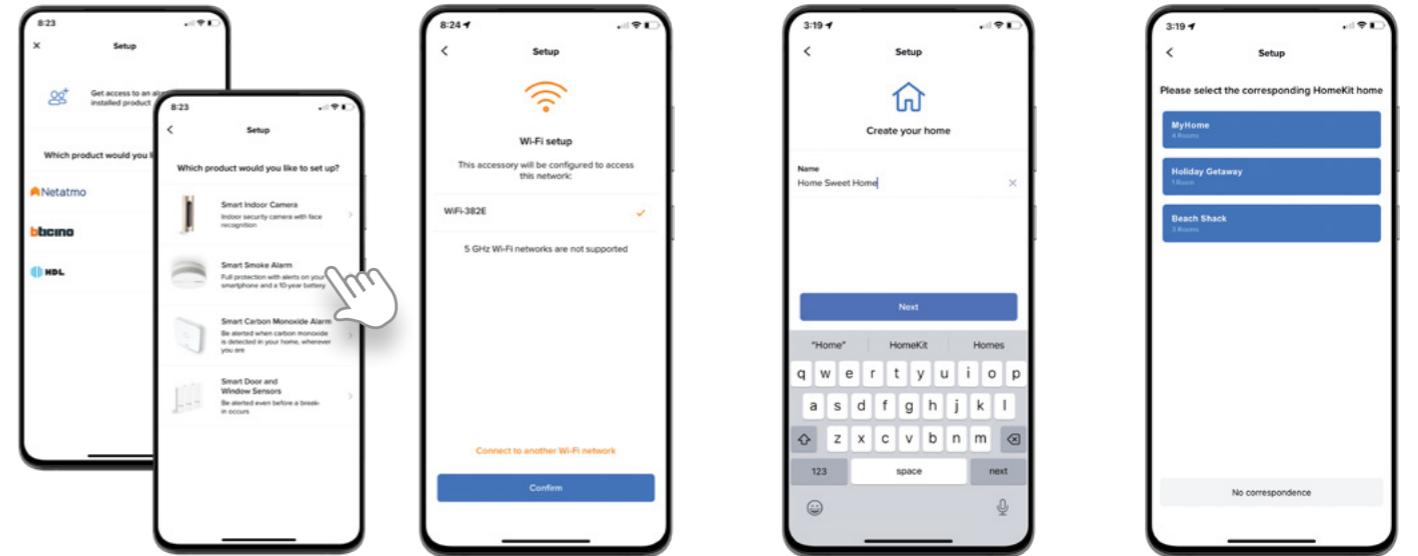 8:23
Setup
Get access to an
installed product
Which product would you
Netatmo
bticino
HDL
8:23
Setup
Which product would you like to set up?
Smart Indoor Camera
Indoor security camera with face
recognition
Smart Smoke Alarm
Full protection with alerts on your
smartphone and a 10-year battery
Smart Carbon Monoxide Alarm
Be alerted when carbon monoxide
is detected in your home, wherever
you are
Smart Door and
Window Sensors
Be alerted even before a break-
in occurs
8:24
Setup
Wi-Fi setup
This accessory will be configured to access
this network:
WiFi-382E
5 GHz Wi-Fi networks are not supported
Connect to another Wi-Fi network
Confirm
3:19
Setup
Create your home
Name
Home Sweet Home
Next
"Home" HomeKit Homes
q w e r t y u i o p
a s d f g h j k l
z x c v b n m
123 space next
3:19
Setup
Please select the corresponding HomeKit home
MyHome
4 Rooms
Holiday Getaway
1 Room
Beach Shack
3 Rooms
No correspondence